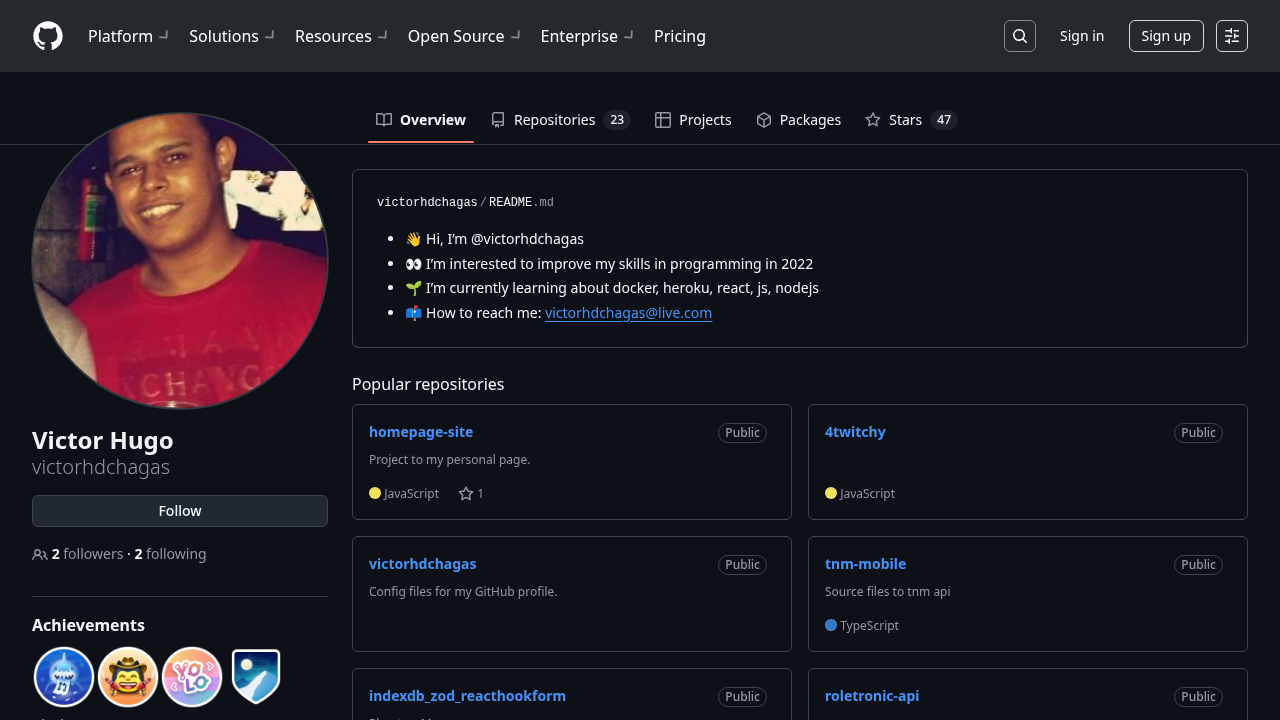 Platform
Solutions
Resources
Open Source
Enterprise
Pricing
Sign in
Sign up
Overview
Repositories 23
Projects
Packages
Stars 47
victorhdchagas/README.md
👋 Hi, I’m @victorhdchagas
👀 I’m interested to improve my skills in programming in 2022
🌱 I’m currently learning about docker, heroku, react, js, nodejs
📫 How to reach me: victorhdchagas@live.com
Victor Hugo
victorhdchagas
Follow
2 followers · 2 following
Achievements
YOLO
Popular repositories
homepage-site Public
Project to my personal page.
JavaScript 1
4twitchy Public
JavaScript
victorhdchagas Public
Config files for my GitHub profile.
tnm-mobile Public
Source files to tnm api
TypeScript
indexdb_zod_reacthookform Public
roletronic-api Public